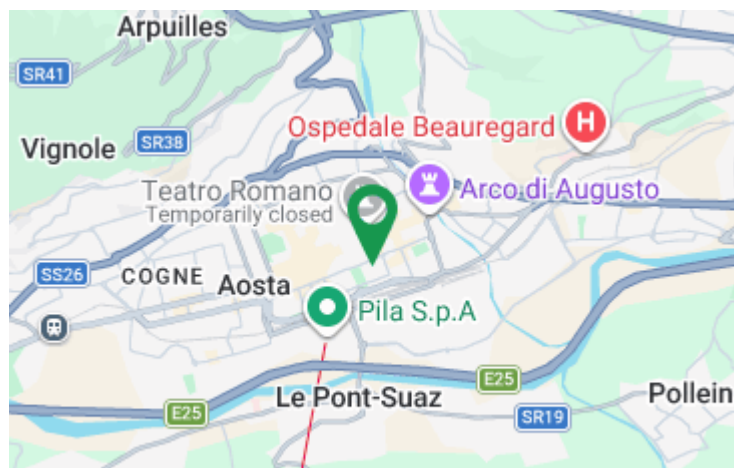 Arpuilles
SR41
Vignole
SR38
Ospedale Beauregard
H
Teatro Romano
Temporarily closed
Arco di Augusto
SS26
COGNE
Aosta
Pila S.p.A
E25
Le Pont-Suaz
Pollein
E25
SR19